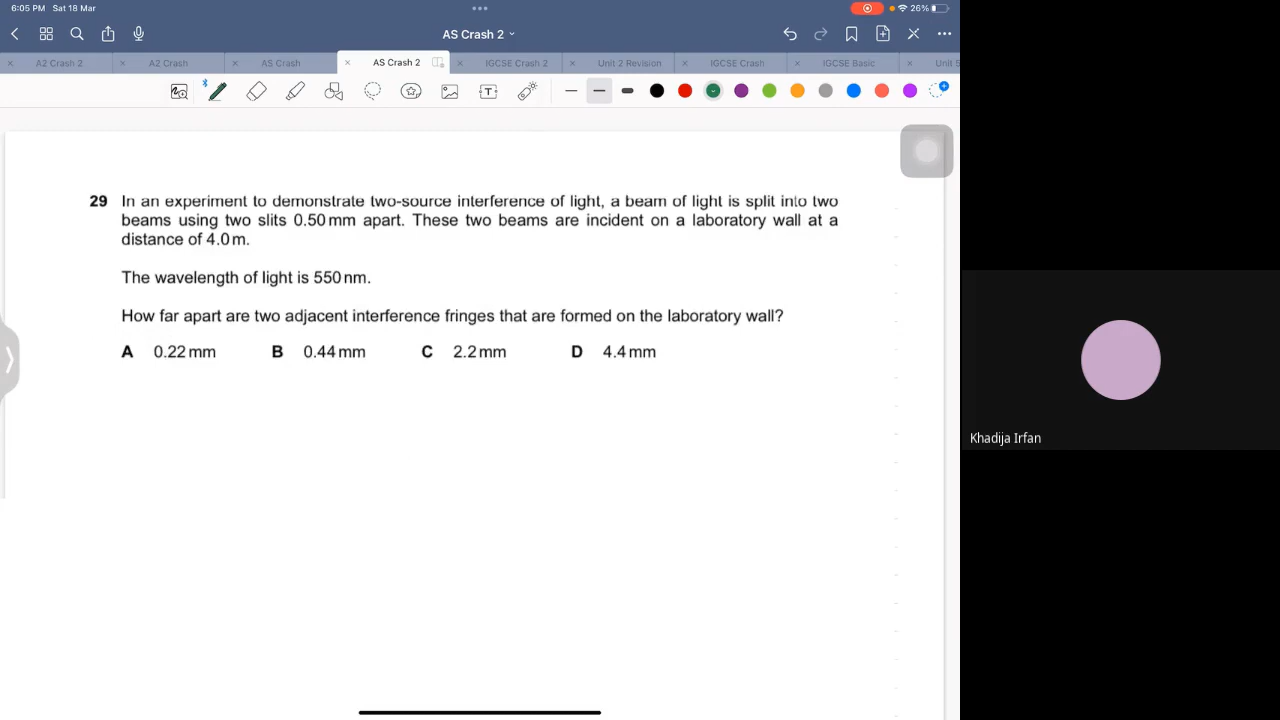 6:05 PM Sat 18 Mar
26%
AS Crash 2
A2 Crash 2
A2 Crash
AS Crash
AS Crash 2
IGCSE Crash 2
Unit 2 Revision
IGCSE Crash
IGCSE Basic
Unit 5
29 In an experiment to demonstrate two-source interference of light, a beam of light is split into two
beams using two slits 0.50 mm apart. These two beams are incident on a laboratory wall at a
distance of 4.0 m.
The wavelength of light is 550 nm.
How far apart are two adjacent interference fringes that are formed on the laboratory wall?
A 0.22 mm B 0.44 mm C 2.2 mm D 4.4 mm
Khadija Irfan